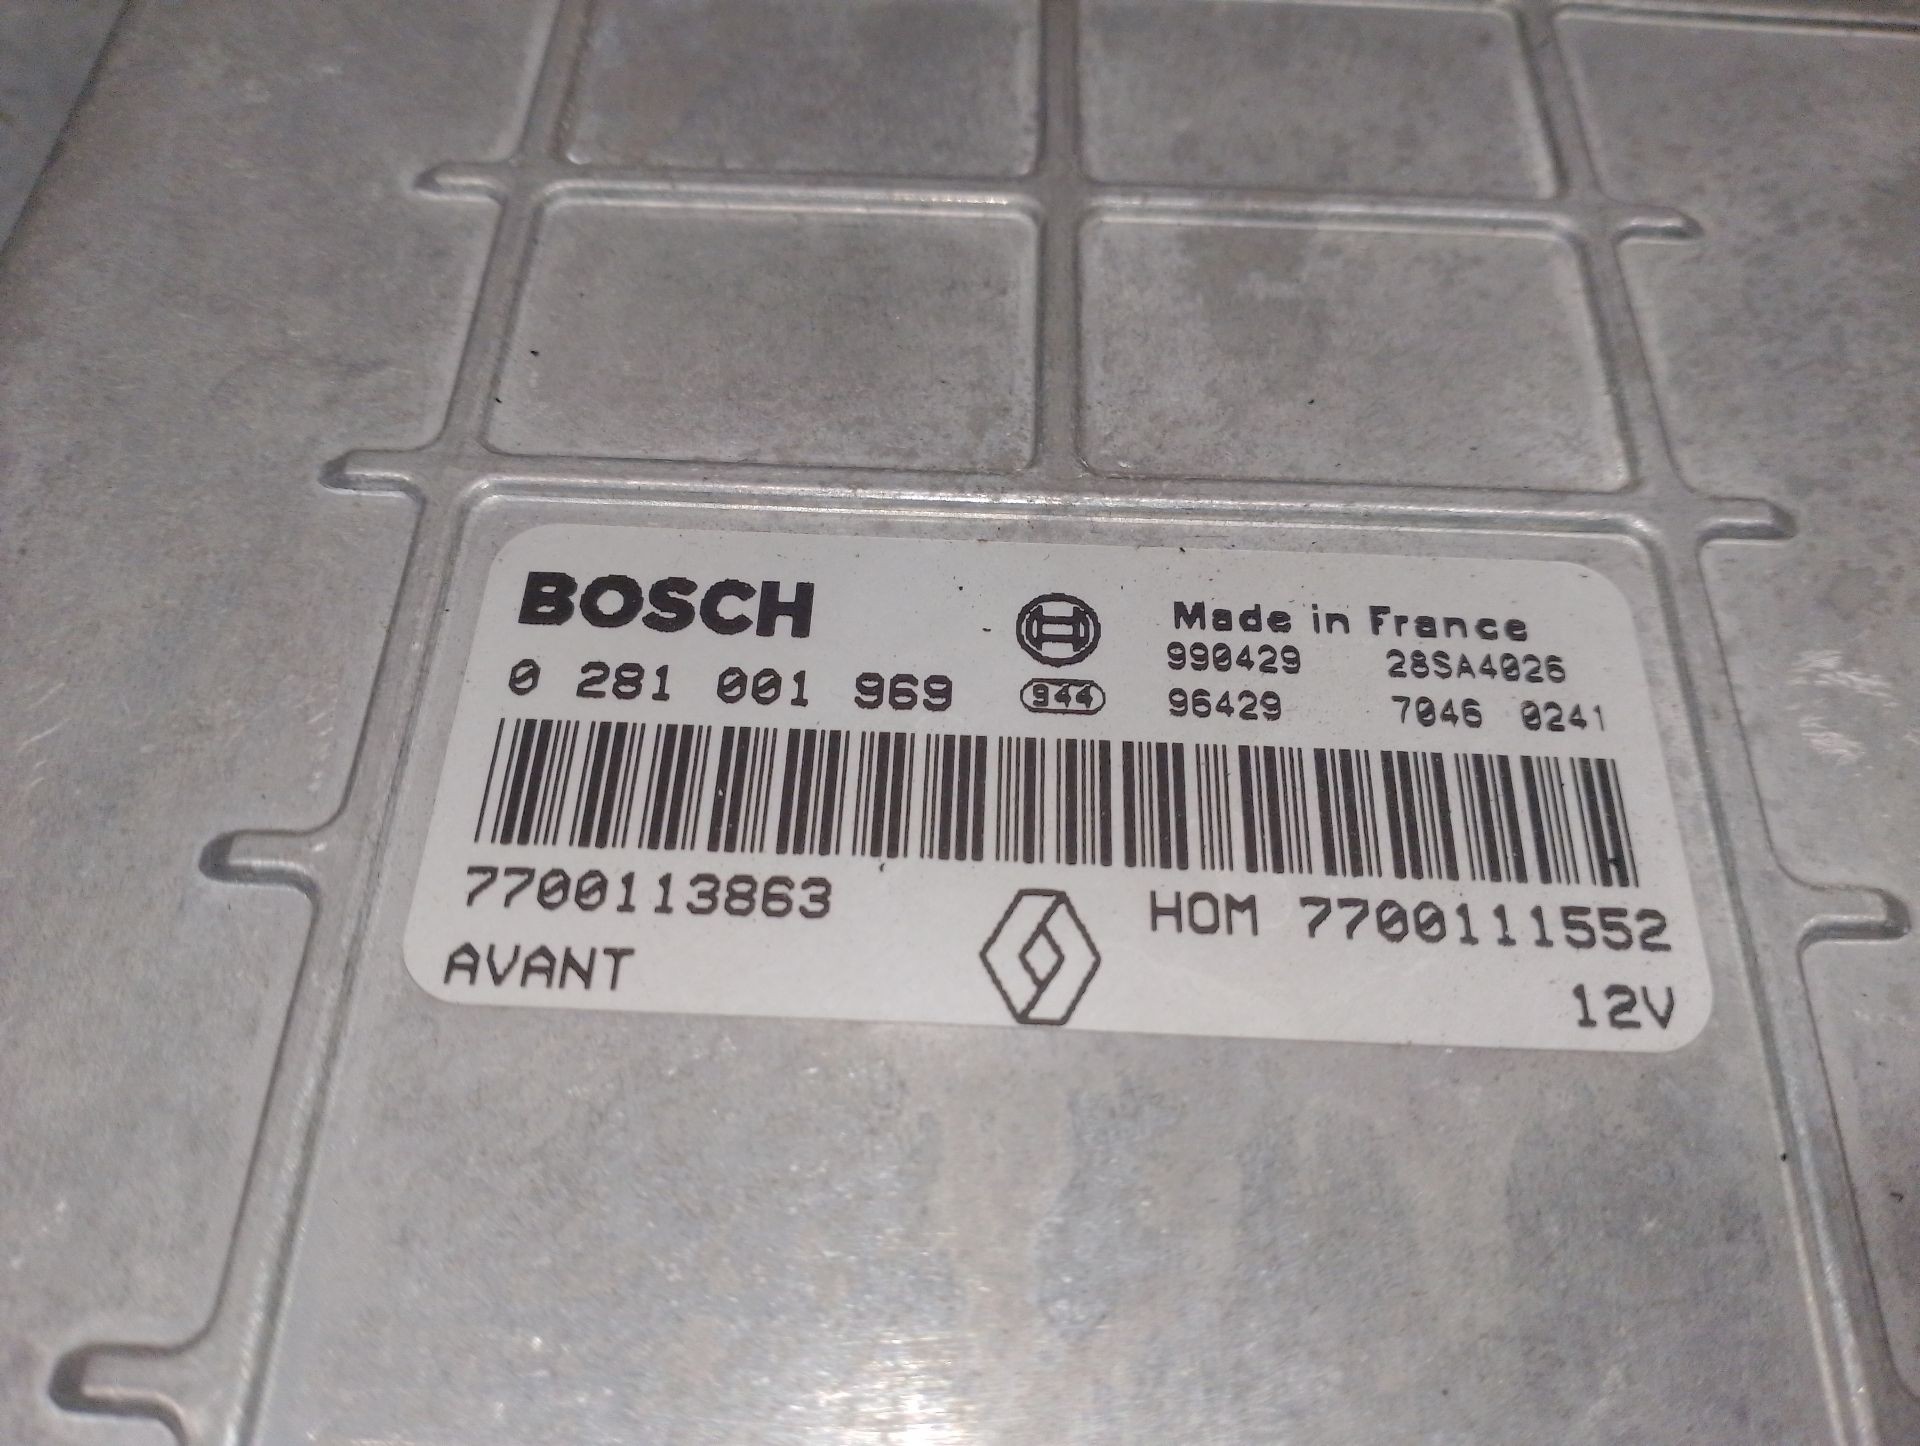 BOSCH
Made in France
990429 28SA4026
0 281 001 969
944
96429 7046 0241
7700113863
HOM 7700111552
AVANT
12V